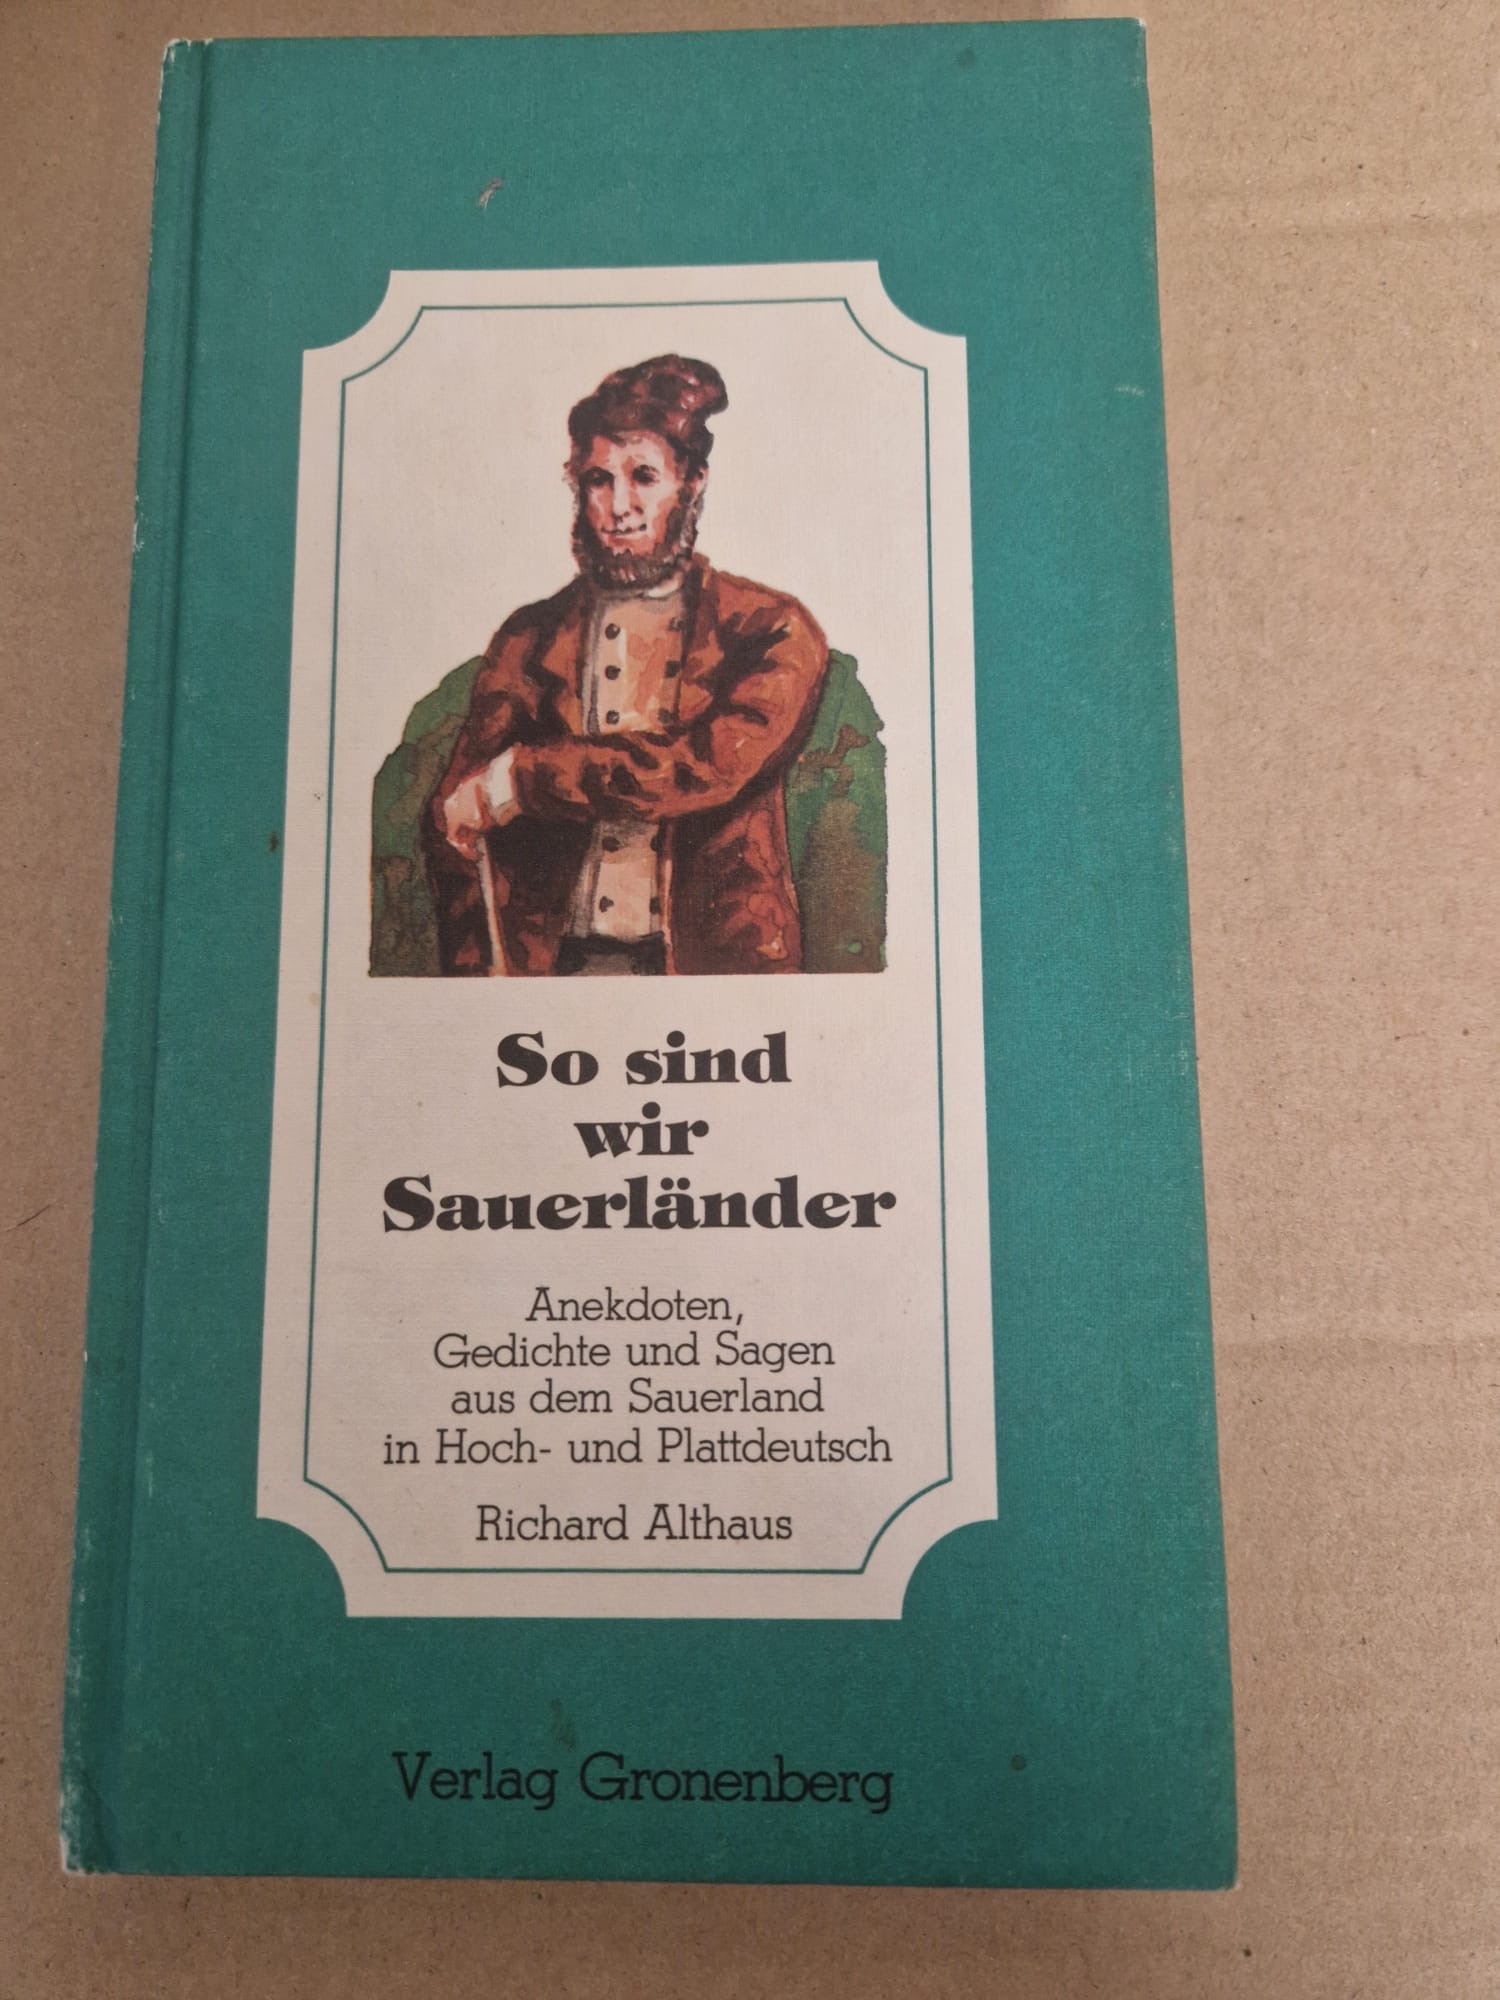 So sind
wir
Sauerländer
Anekdoten,
Gedichte und Sagen
aus dem Sauerland
in Hoch- und Plattdeutsch
Richard Althaus
Verlag Gronenberg